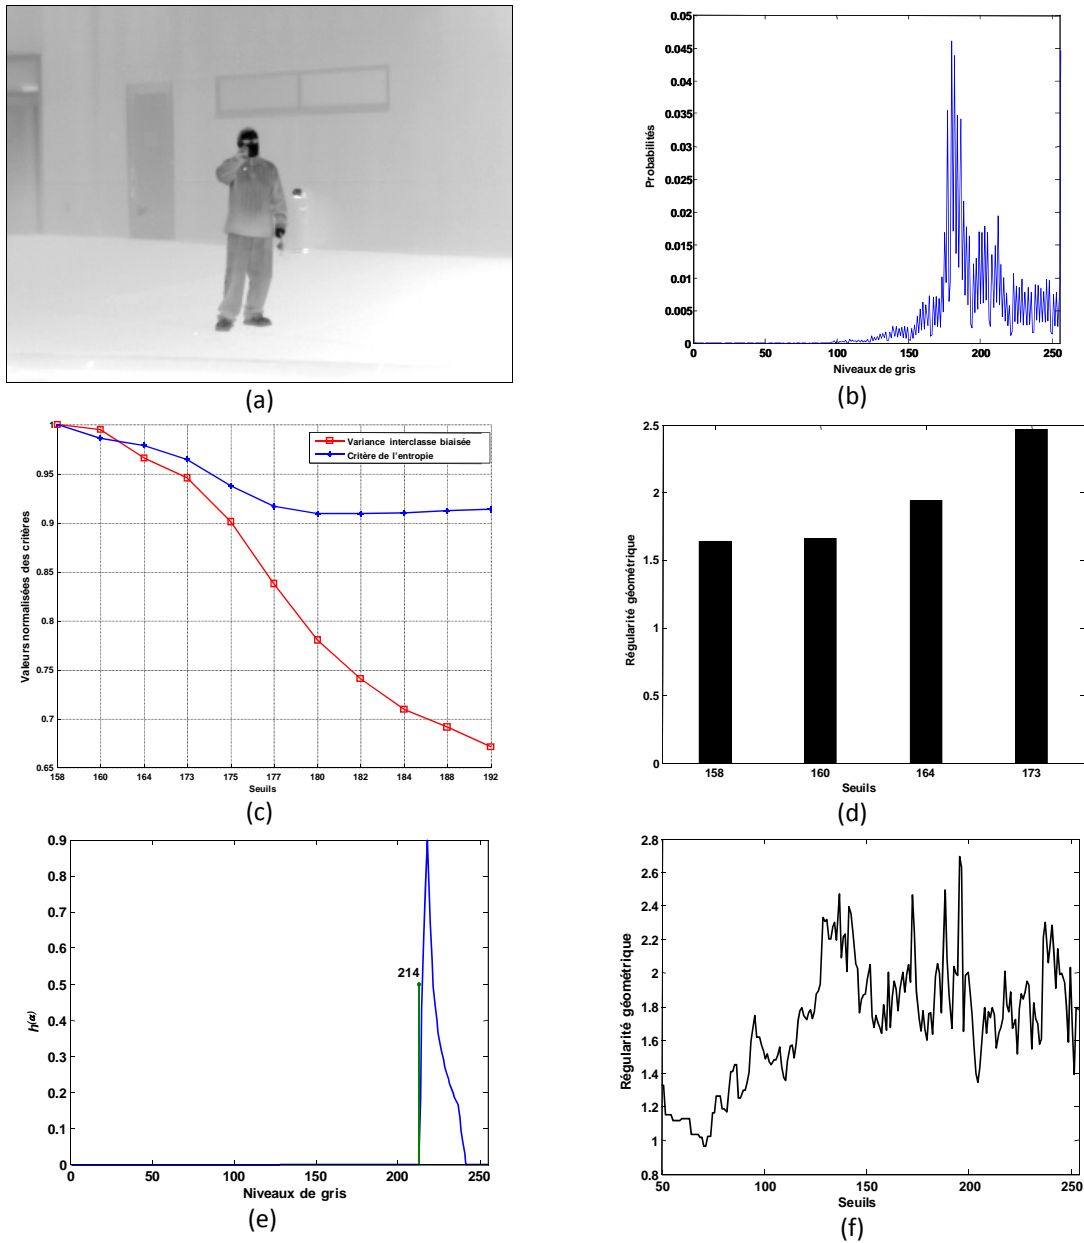 0.05
0.045
0.04
0.035
0.03
0.025
0.02
0.015
0.01
0.005
0
Probabilités
0 50 100 150 200 250
Niveaux de gris
(a)
(b)
1
0.95
0.9
0.85
0.8
0.75
0.7
0.65
Valeurs normalisées des critères
Variance interclasse biaisée
Critère de l'entropie
158 160 164 173 175 177 180 182 184 188 192
Seuils
(c)
2.5
2
1.5
1
0.5
0
Régularité géométrique
158 160 164 173
Seuils
(d)
0.9
0.8
0.7
0.6
0.5
0.4
0.3
0.2
0.1
0
h(α)
214
0 50 100 150 200 250
Niveaux de gris
(e)
2.8
2.6
2.4
2.2
2
1.8
1.6
1.4
1.2
1
0.8
Régularité géométrique
50 100 150 200 250
Seuils
(f)